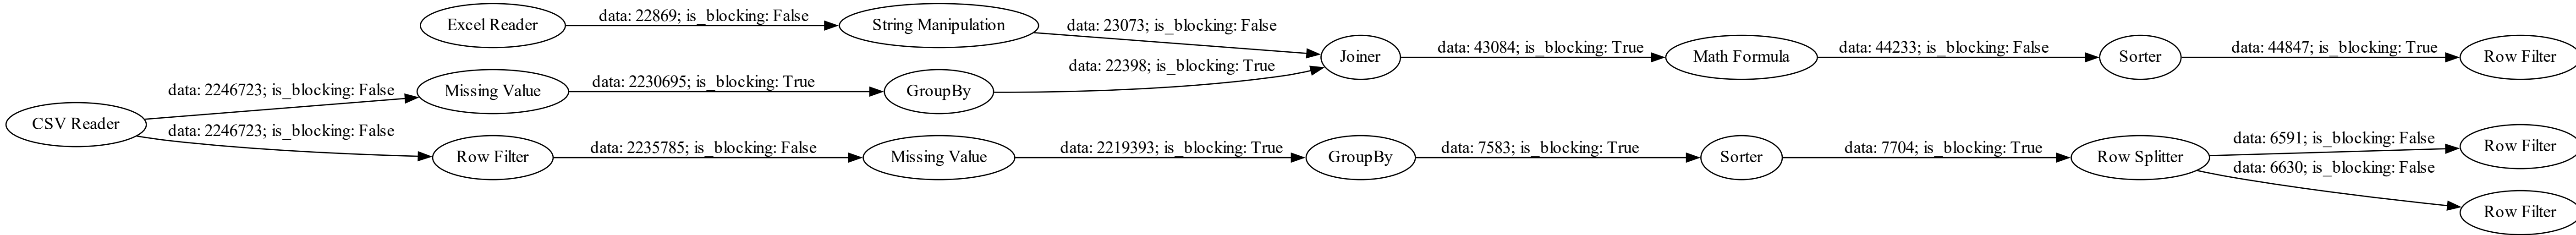 Excel Reader
data: 22869; is_blocking: False
String Manipulation
data: 23073; is_blocking: False
Joiner
data: 43084; is_blocking: True
Math Formula
data: 44233; is_blocking: False
Sorter
data: 44847; is_blocking: True
Row Filter
CSV Reader
data: 2246723; is_blocking: False
Missing Value
data: 2230695; is_blocking: True
GroupBy
data: 22398; is_blocking: True
data: 2246723; is_blocking: False
Row Filter
data: 2235785; is_blocking: False
Missing Value
data: 2219393; is_blocking: True
GroupBy
data: 7583; is_blocking: True
Sorter
data: 7704; is_blocking: True
Row Splitter
data: 6591; is_blocking: False
Row Filter
data: 6630; is_blocking: False
Row Filter